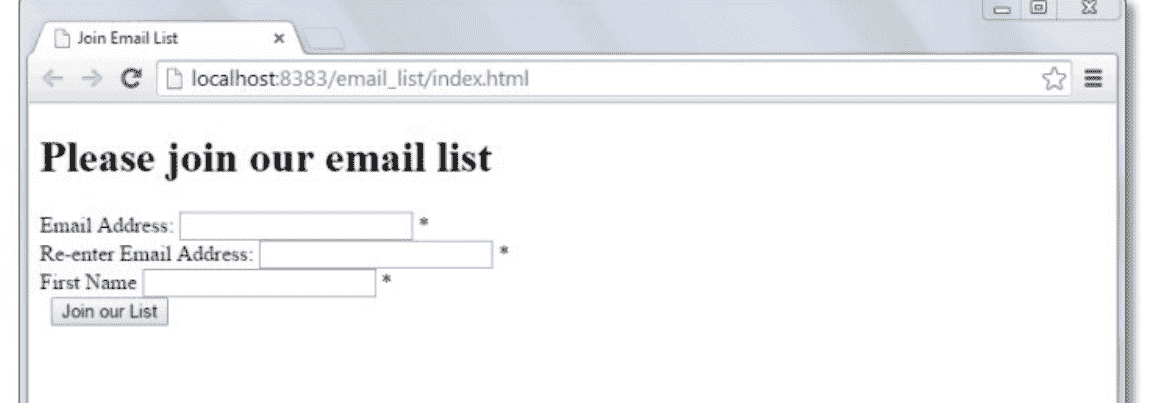 Join Email List
localhost:8383/email_list/index.html
Please join our email list
Email Address: *
Re-enter Email Address: *
First Name *
Join our List